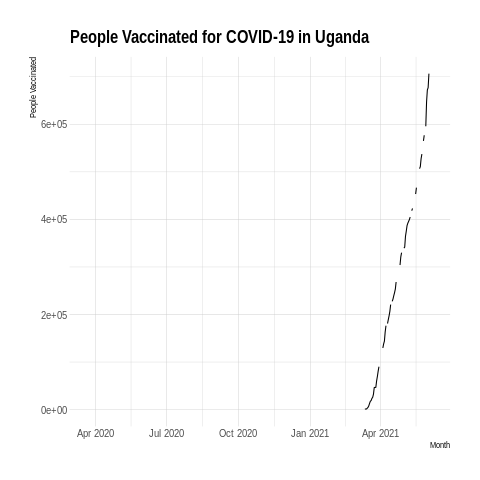 People Vaccinated for COVID-19 in Uganda
People Vaccinated
6e+05
4e+05
2e+05
0e+00
Apr 2020 Jul 2020 Oct 2020 Jan 2021 Apr 2021
Month